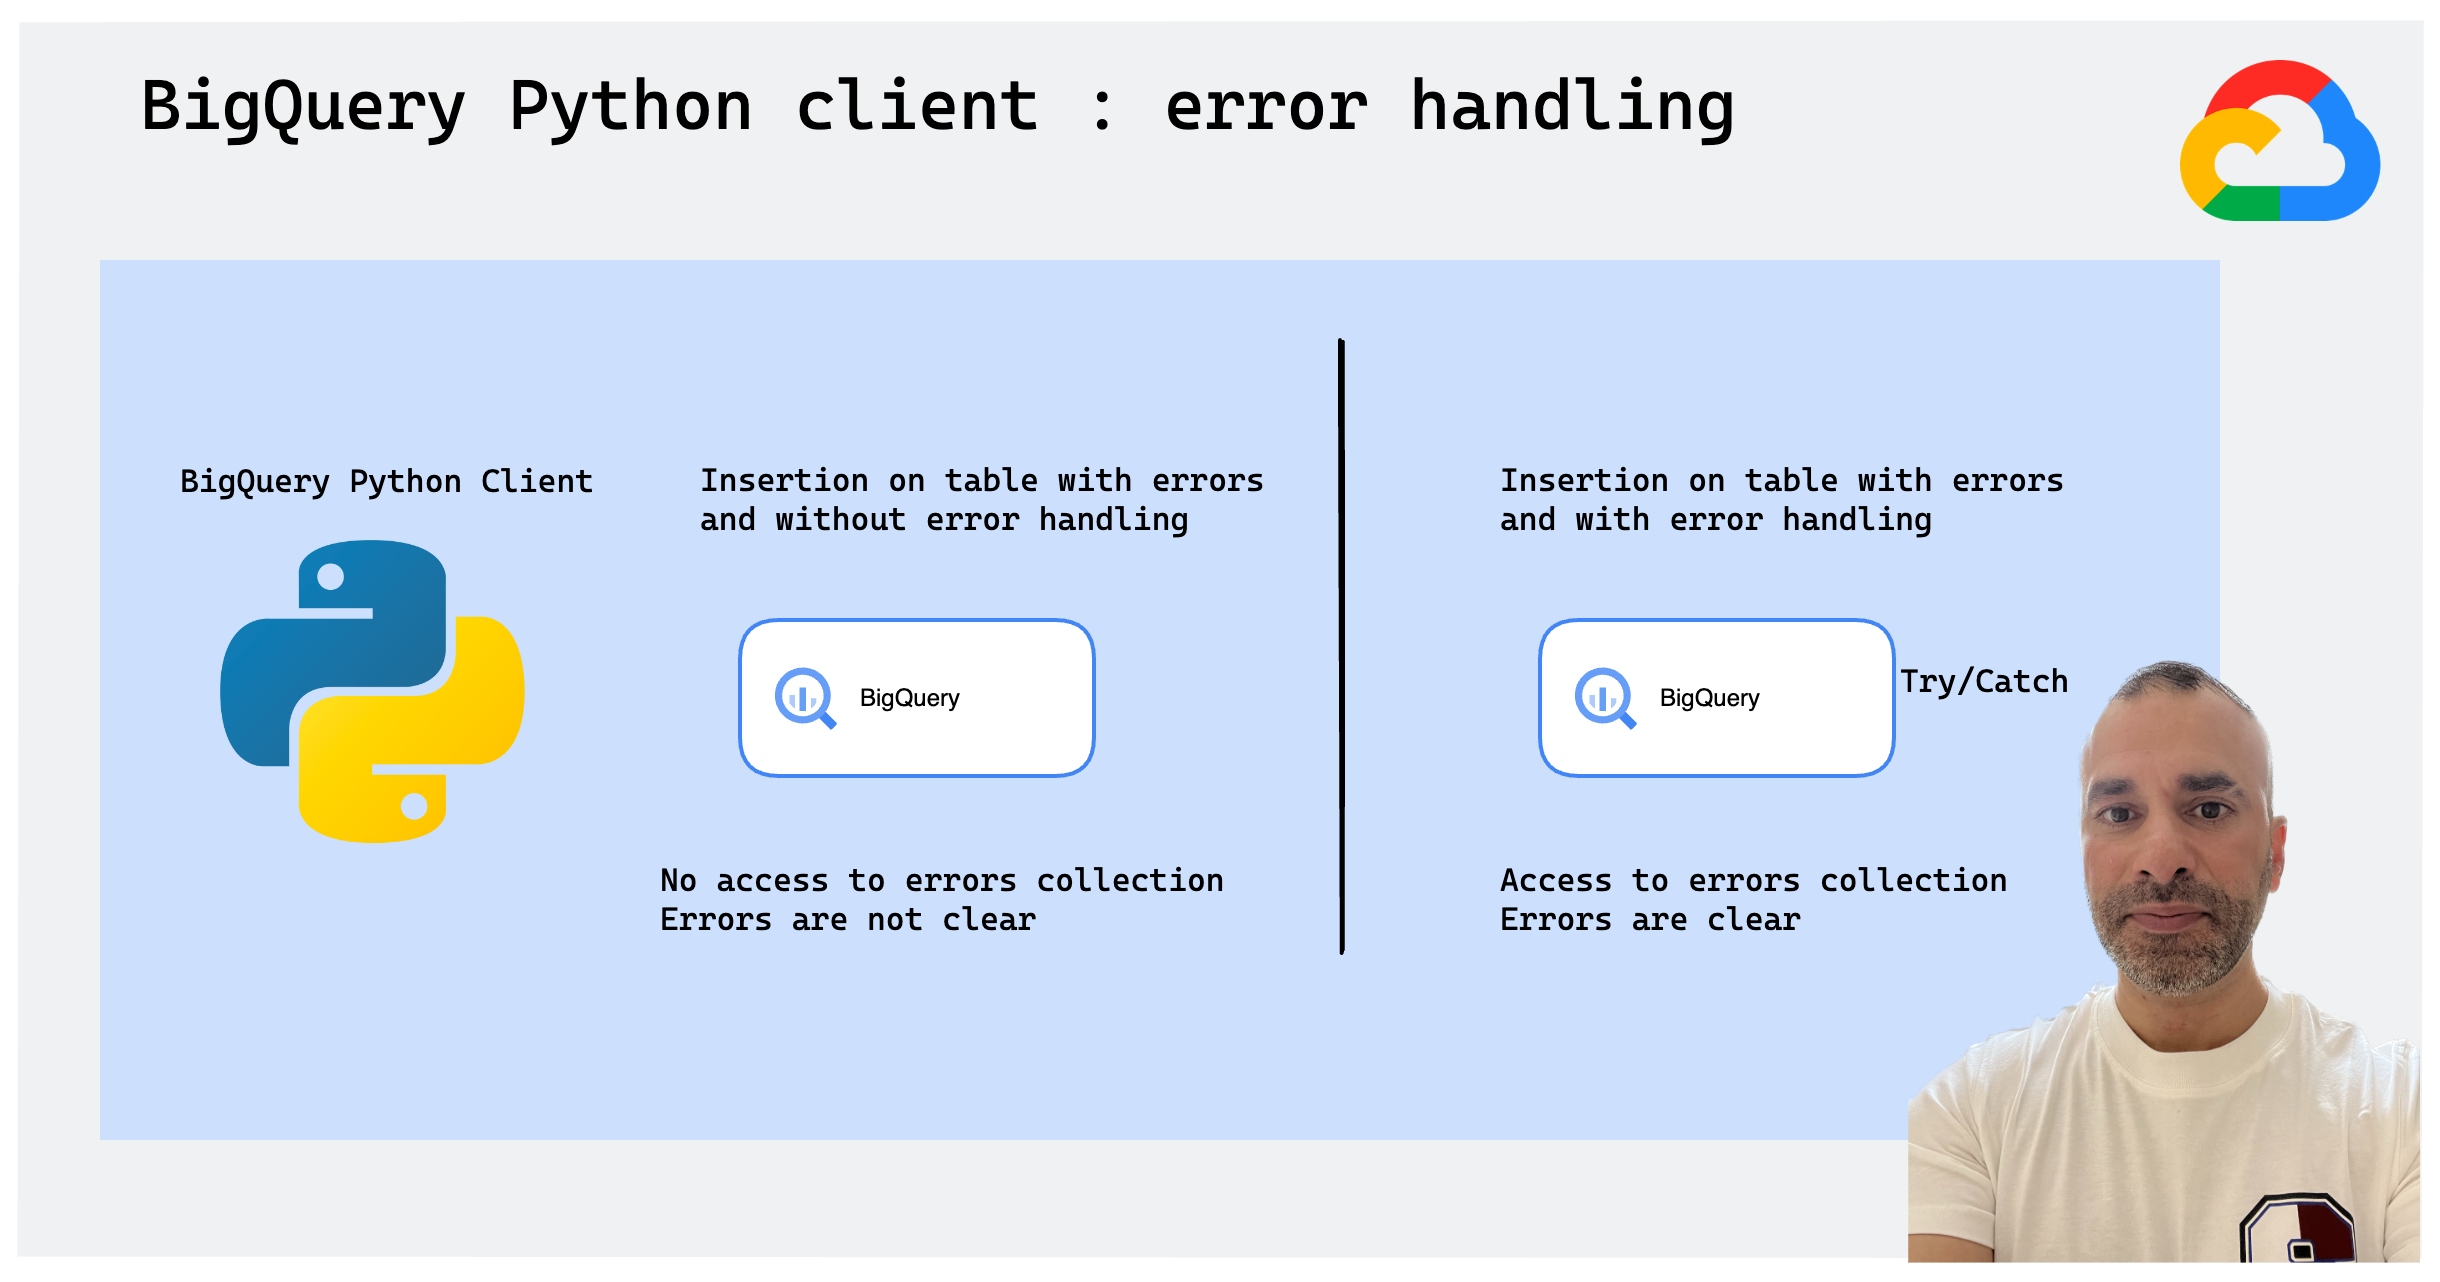 BigQuery Python client : error handling
BigQuery Python Client
Insertion on table with errors
and without error handling
BigQuery
No access to errors collection
Errors are not clear
Insertion on table with errors
and with error handling
BigQuery
Try/Catch
Access to errors collection
Errors are clear